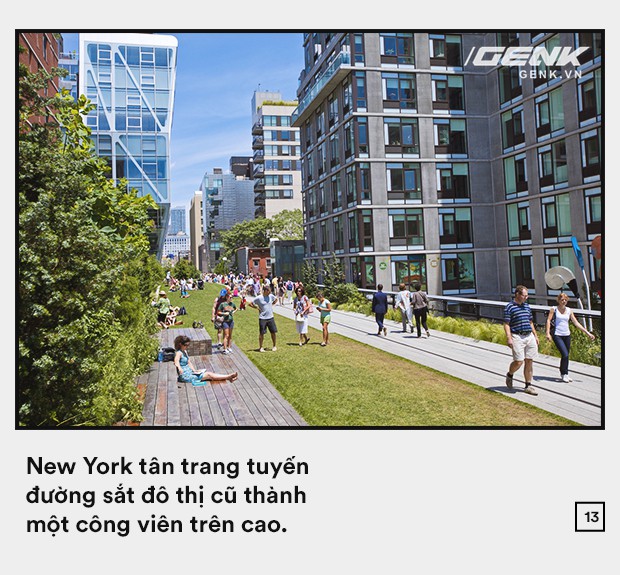 /GENK
GENK.VN
New York tân trang tuyến
đường sắt đô thị cũ thành
một công viên trên cao.
13